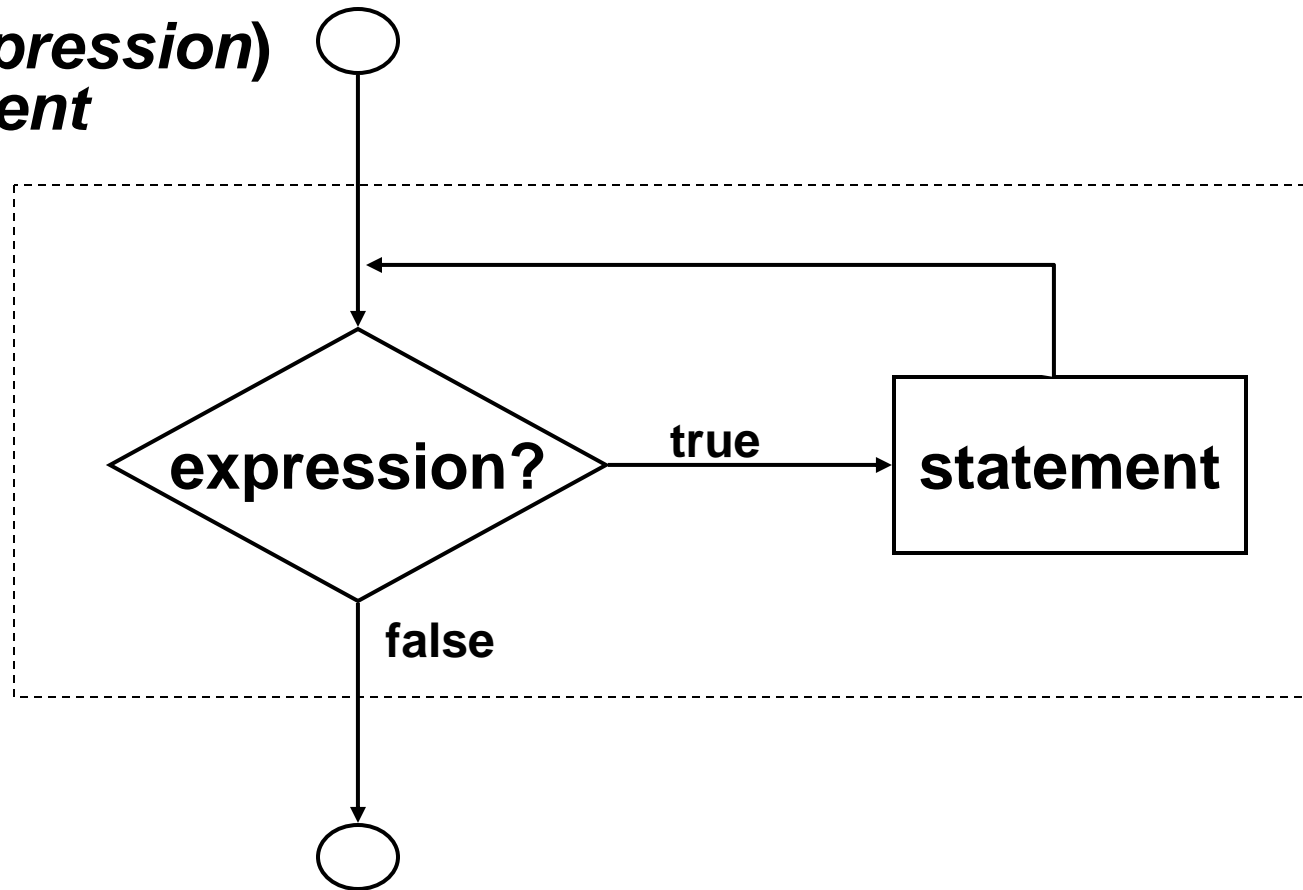 pression)
ent
true
expression?
statement
false